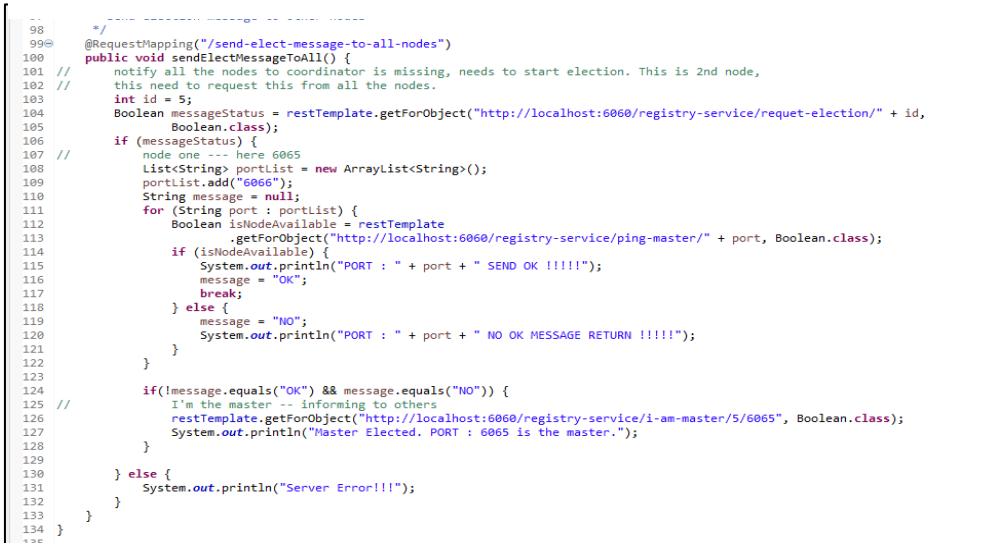 98 */
99 @RequestMapping("/send-elect-message-to-all-nodes")
100 public void sendElectMessageToAll() {
101 // notify all the nodes to coordinator is missing, needs to start election. This is 2nd node,
102 // this need to request this from all the nodes.
103 int id = 5;
104 Boolean messageStatus = restTemplate.getForObject("http://localhost:6060/registry-service/requet-election/" + id,
105 Boolean.class);
106 if (messageStatus) {
107 // node one --- here 6065
108 List<String> portList = new ArrayList<String>();
109 portList.add("6066");
110 String message = null;
111 for (String port : portList) {
112 Boolean isNodeAvailable = restTemplate
113 .getForObject("http://localhost:6060/registry-service/ping-master/" + port, Boolean.class);
114 if (isNodeAvailable) {
115 System.out.println("PORT : " + port + " SEND OK !!!!!");
116 message = "OK";
117 break;
118 } else {
119 message = "NO";
120 System.out.println("PORT : " + port + " NO OK MESSAGE RETURN !!!!!");
121 }
122 }
123
124 if(!message.equals("OK") && message.equals("NO")) {
125 // I'm the master -- informing to others
126 restTemplate.getForObject("http://localhost:6060/registry-service/i-am-master/5/6065", Boolean.class);
127 System.out.println("Master Elected. PORT : 6065 is the master.");
128 }
129
130 } else {
131 System.out.println("Server Error!!!");
132 }
133 }
134 }